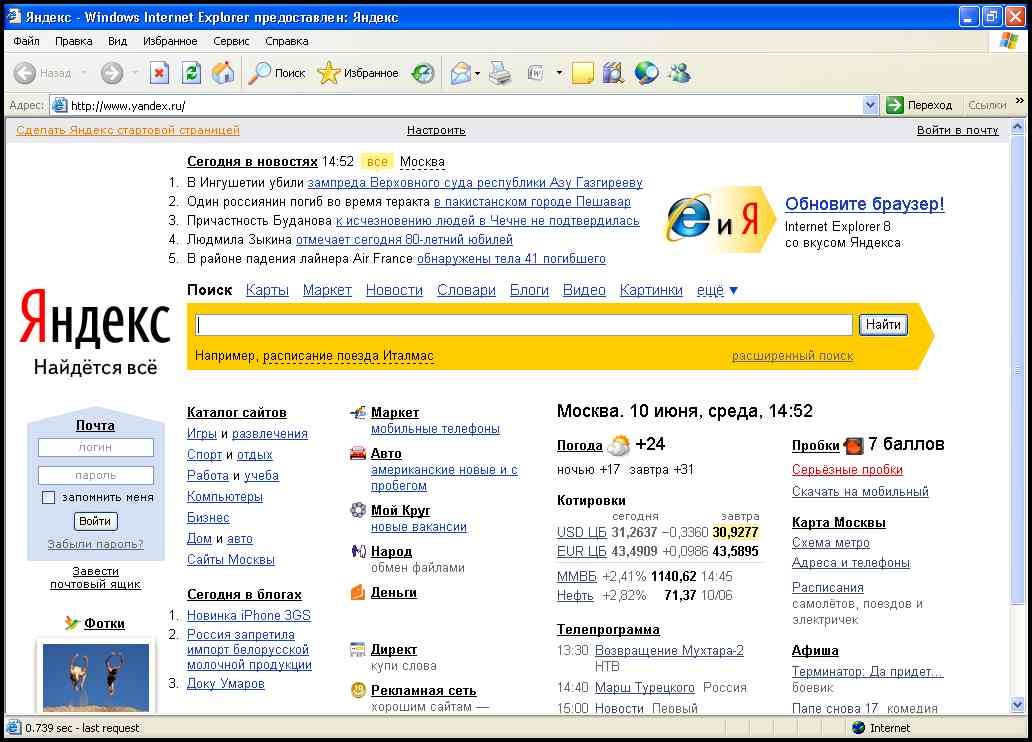 Яндекс - Windows Internet Explorer предоставлен: Яндекс
Файл Правка Вид Избранное Сервис Справка
Назад Поиск Избранное
Адрес: http://www.yandex.ru/ Переход Ссылки »
Сделать Яндекс стартовой страницей Настроить Войти в почту
Сегодня в новостях 14:52 все Москва
1. В Ингушетии убили зампреда Верховного суда республики Азу Газгирееву
2. Один россиянин погиб во время теракта в пакистанском городе Пешавар
3. Причастность Буданова к исчезновению людей в Чечне не подтвердилась
4. Людмила Зыкина отмечает сегодня 80-летний юбилей
5. В районе падения лайнера Air France обнаружены тела 41 погибшего
и Я
Обновите браузер!
Internet Explorer 8
со вкусом Яндекса
Яндекс
Найдётся всё
Поиск Карты Маркет Новости Словари Блоги Видео Картинки ещё ▼
Найти
Например, расписание поезда Италмас расширенный поиск
Почта
логин
пароль
запомнить меня
Войти
Забыли пароль?
Завести
почтовый ящик
Фотки
Каталог сайтов
Игры и развлечения
Спорт и отдых
Работа и учеба
Компьютеры
Бизнес
Дом и авто
Сайты Москвы
Сегодня в блогах
1. Новинка iPhone 3GS
2. Россия запретила
импорт белорусской
молочной продукции
3. Доку Умаров
Маркет
мобильные телефоны
Авто
американские новые и с
пробегом
Мой Круг
новые вакансии
Народ
обмен файлами
Деньги
Директ
купи слова
Рекламная сеть
хорошим сайтам —
Москва. 10 июня, среда, 14:52
Погода +24
ночью +17 завтра +31
Котировки
сегодня завтра
USD ЦБ 31,2637 −0,3360 30,9277
EUR ЦБ 43,4909 +0,0986 43,5895
ММВБ +2,41% 1140,62 14:45
Нефть +2,82% 71,37 10/06
Телепрограмма
13:30 Возвращение Мухтара-2
НТВ
14:40 Марш Турецкого Россия
15:00 Новости Первый
Пробки 7 баллов
Серьёзные пробки
Скачать на мобильный
Карта Москвы
Схема метро
Адреса и телефоны
Расписания
самолётов, поездов и
электричек
Афиша
Терминатор: Да придет...
боевик
Папе снова 17 комедия
0.739 sec - last request Internet